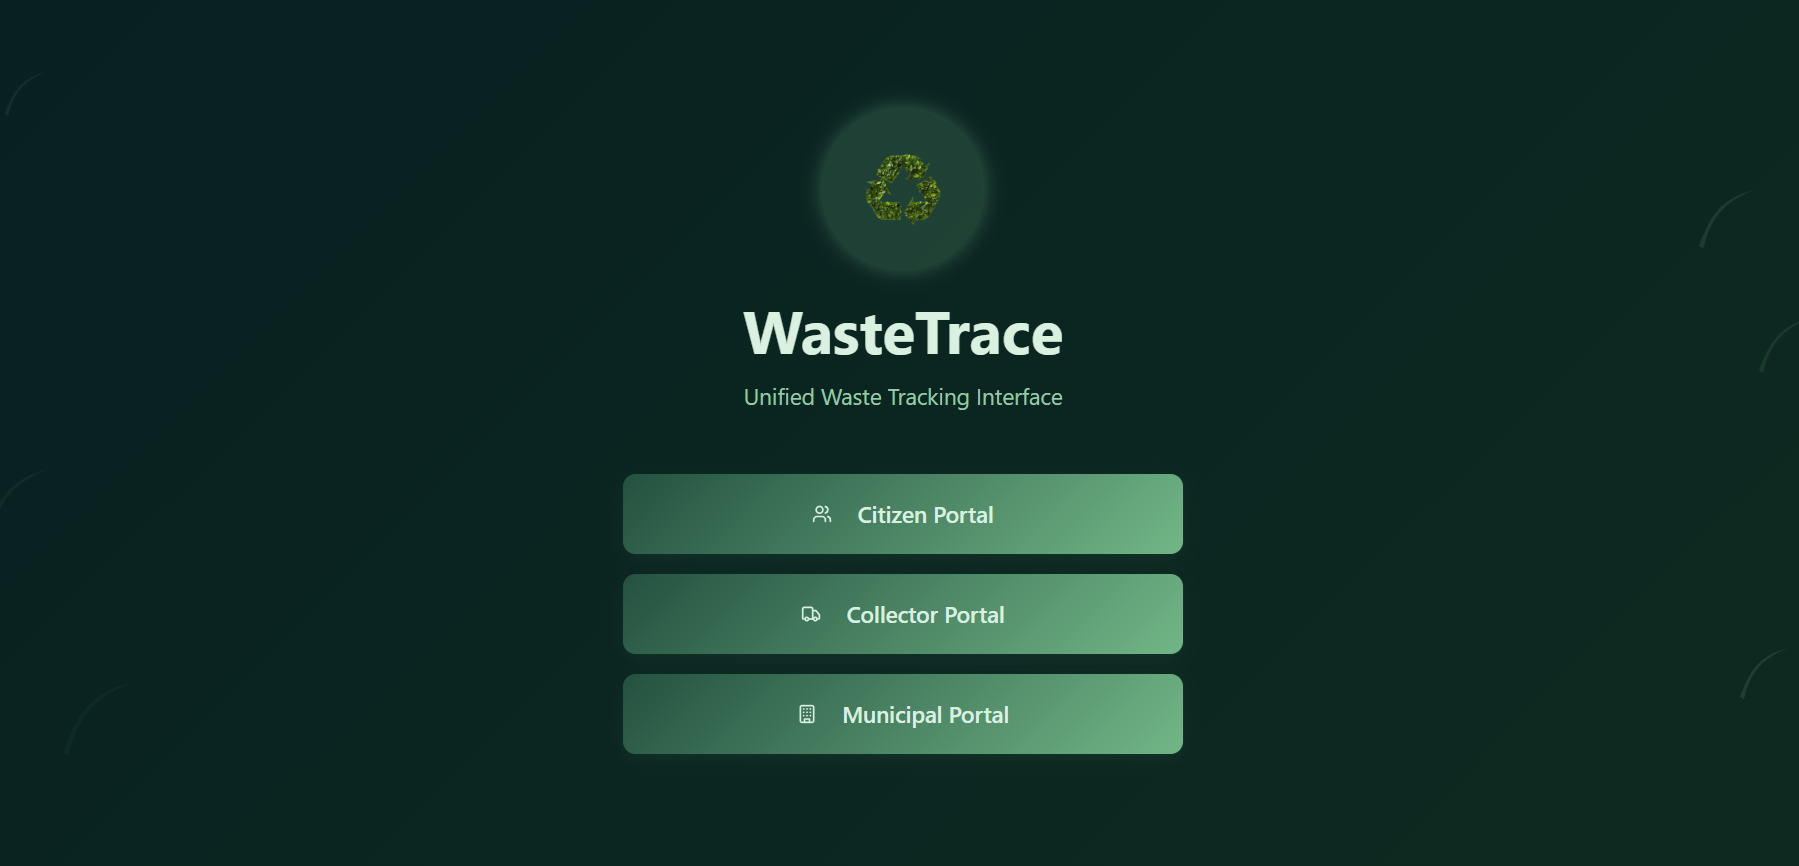 WasteTrace
Unified Waste Tracking Interface
Citizen Portal
Collector Portal
Municipal Portal